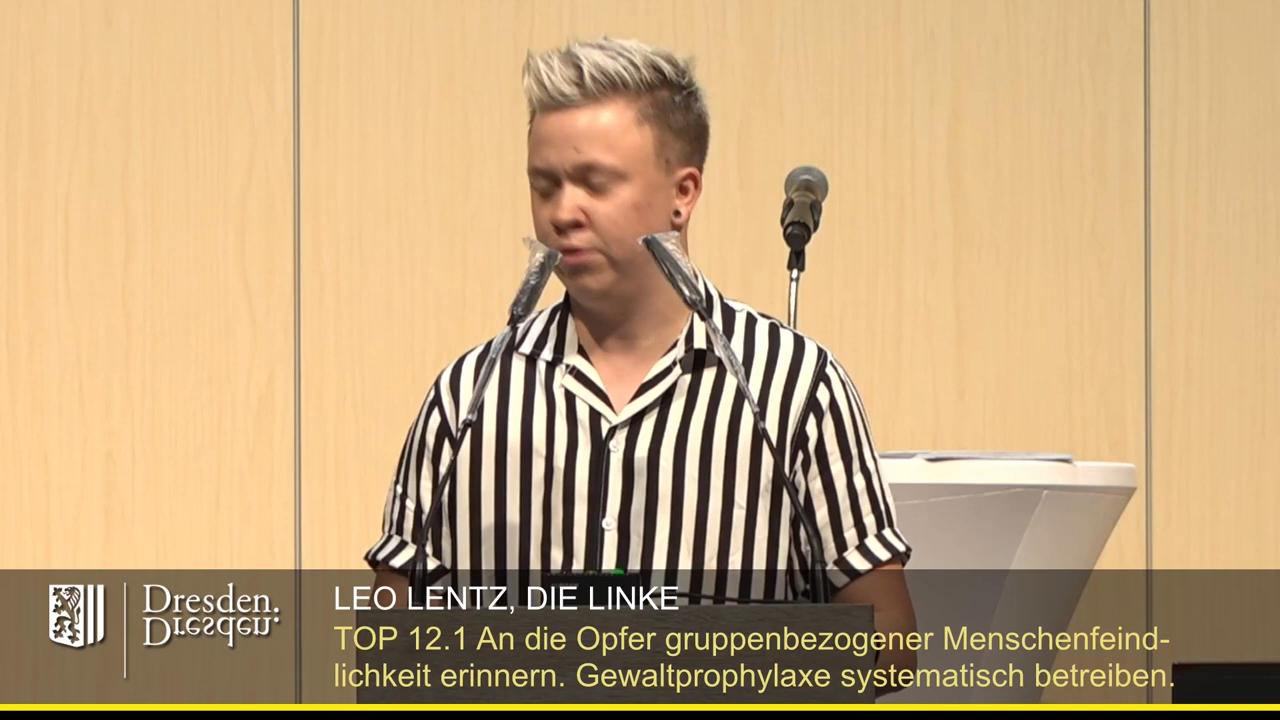 Dresden.
Dresden.
LEO LENTZ, DIE LINKE
TOP 12.1 An die Opfer gruppenbezogener Menschenfeind-
lichkeit erinnern. Gewaltprophylaxe systematisch betreiben.